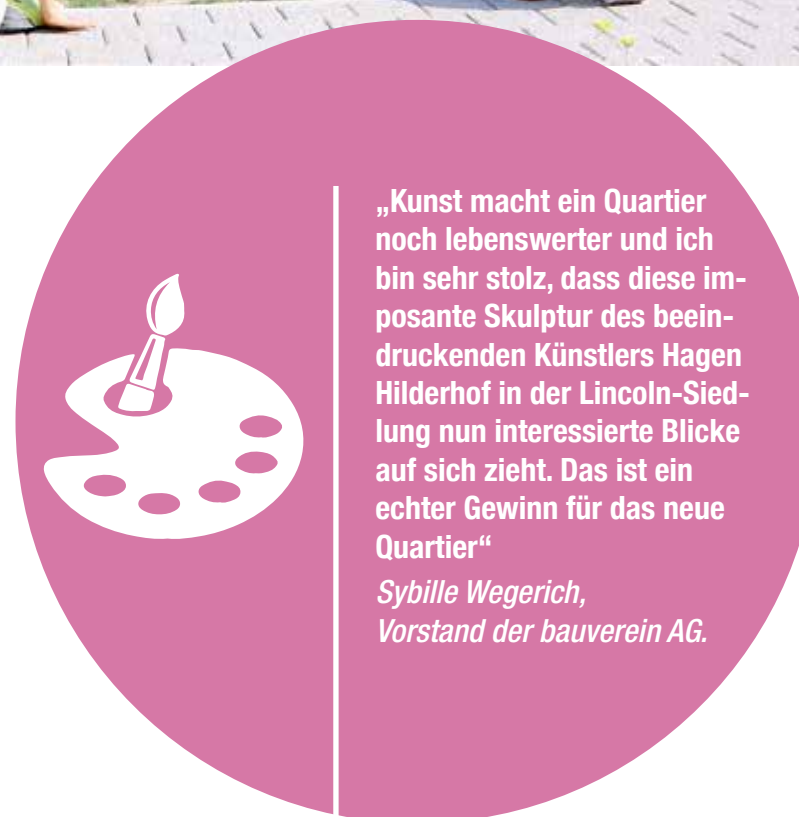 „Kunst macht ein Quartier
noch lebenswerter und ich
bin sehr stolz, dass diese im-
posante Skulptur des beein-
druckenden Künstlers Hagen
Hilderhof in der Lincoln-Sied-
lung nun interessierte Blicke
auf sich zieht. Das ist ein
echter Gewinn für das neue
Quartier“
Sybille Wegerich,
Vorstand der bauverein AG.